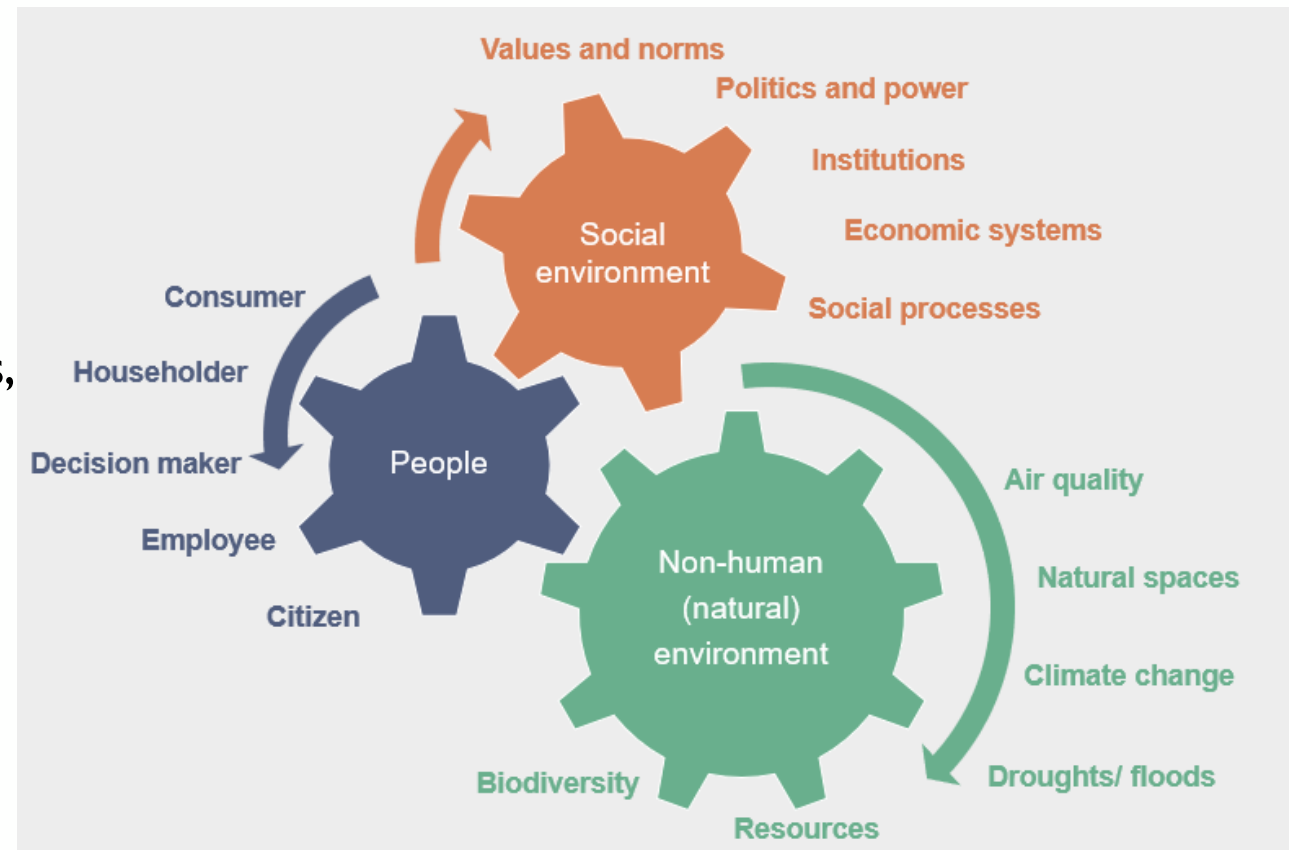 Values and norms
Politics and power
Institutions
Economic systems
Social processes
Social
environment
Consumer
Householder
s,
Decision maker
Employee
Citizen
People
Non-human
(natural)
environment
Air quality
Natural spaces
Climate change
Droughts/ floods
Resources
Biodiversity